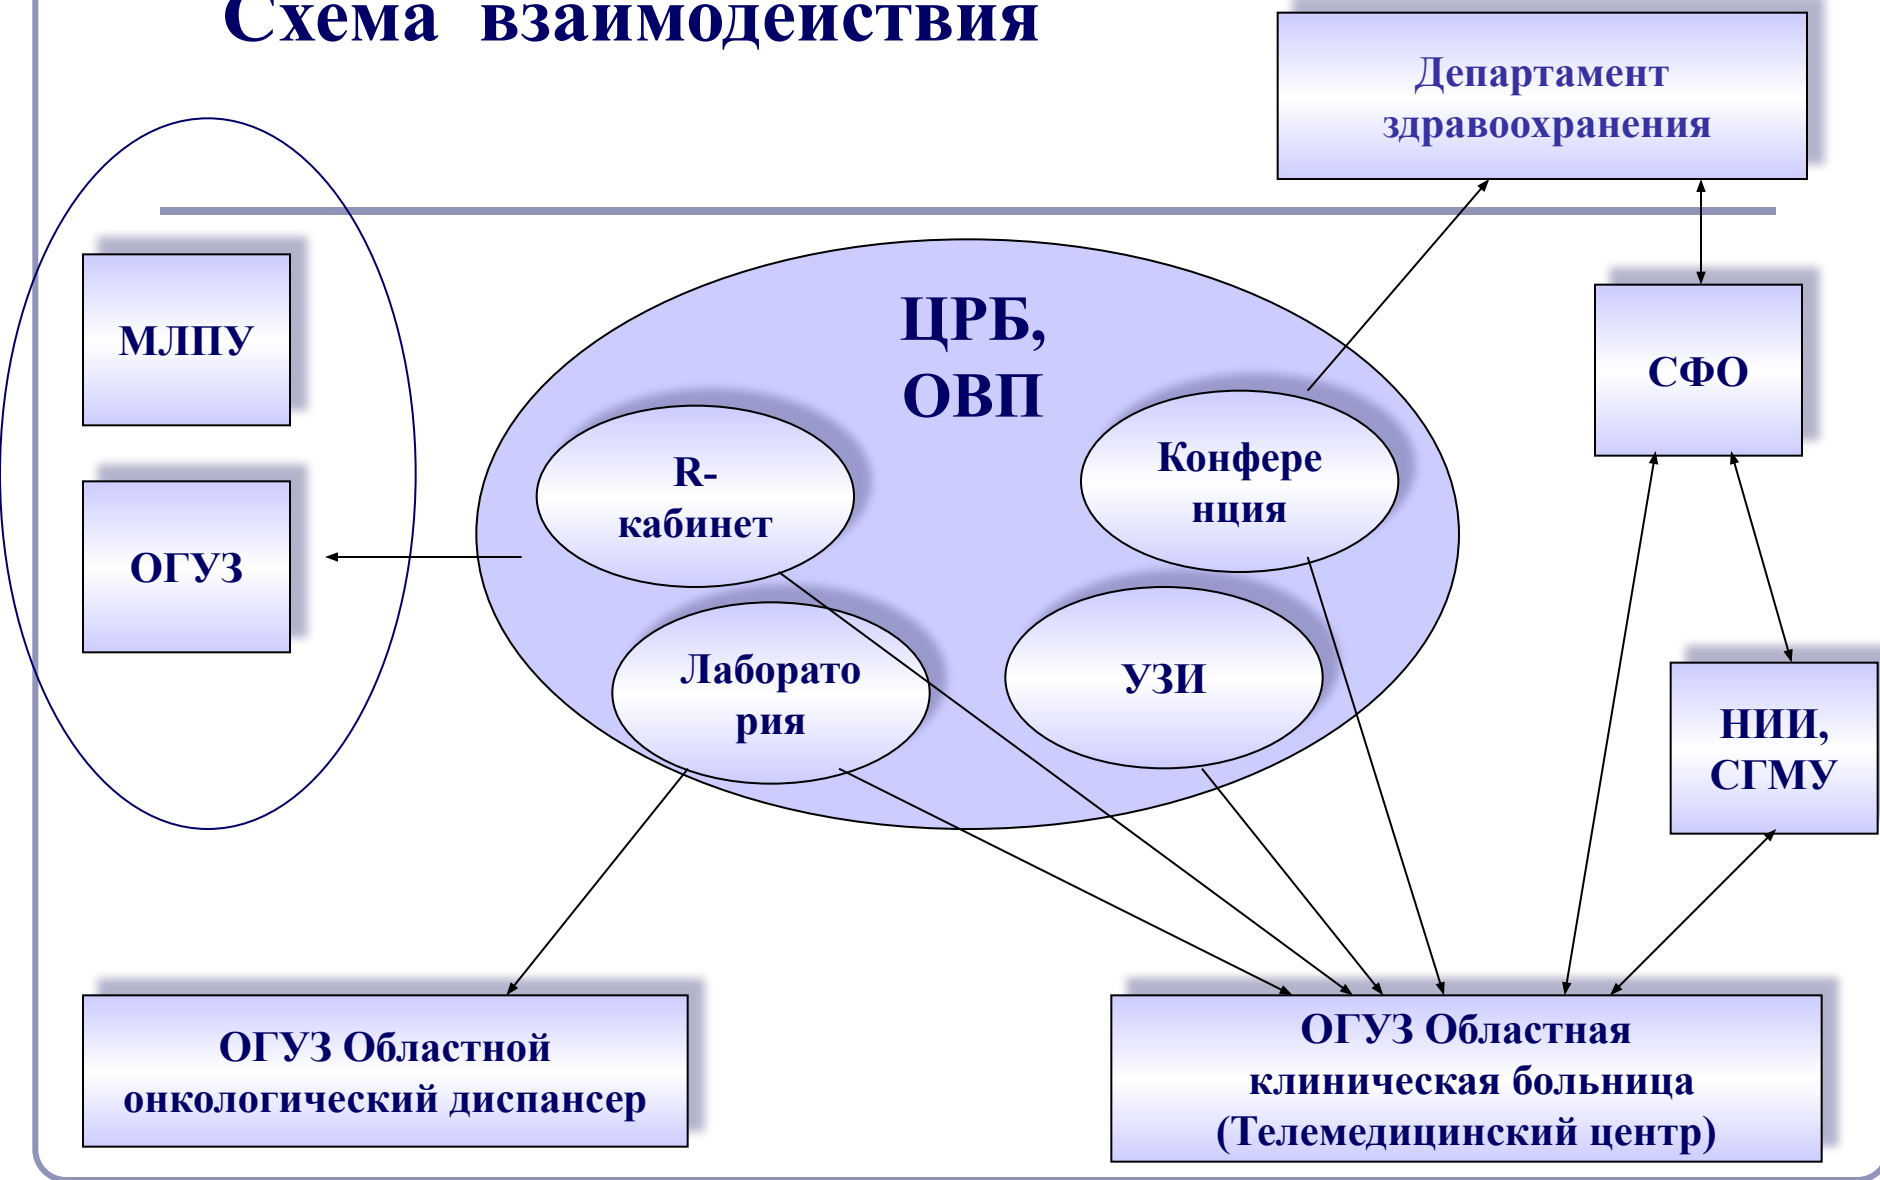 Схема взаимодействия
Департамент
здравоохранения
МЛПУ
ОГУЗ
ЦРБ,
ОВП
R-
кабинет
Конфере
нция
Лаборато
рия
УЗИ
СФО
НИИ,
СГМУ
ОГУЗ Областной
онкологический диспансер
ОГУЗ Областная
клиническая больница
(Телемедицинский центр)